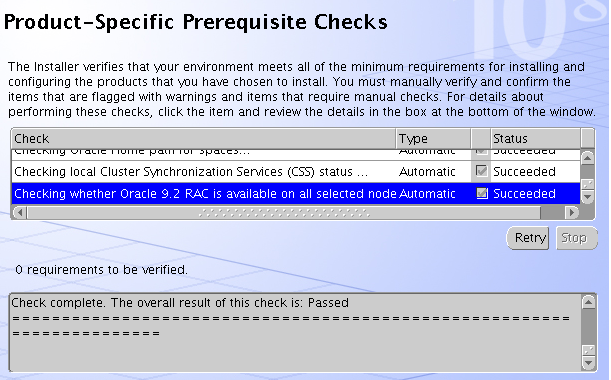 10g
Product-Specific Prerequisite Checks
The Installer verifies that your environment meets all of the minimum requirements for installing and
configuring the products that you have chosen to install. You must manually verify and confirm the
items that are flagged with warnings and items that require manual checks. For details about
performing these checks, click the item and review the details in the box at the bottom of the window.
Check Type Status
Checking Oracle Home path for spaces... Automatic Succeeded
Checking local Cluster Synchronization Services (CSS) status ... Automatic Succeeded
Checking whether Oracle 9.2 RAC is available on all selected node Automatic Succeeded
Retry Stop
0 requirements to be verified.
Check complete. The overall result of this check is: Passed
========================================================
===============